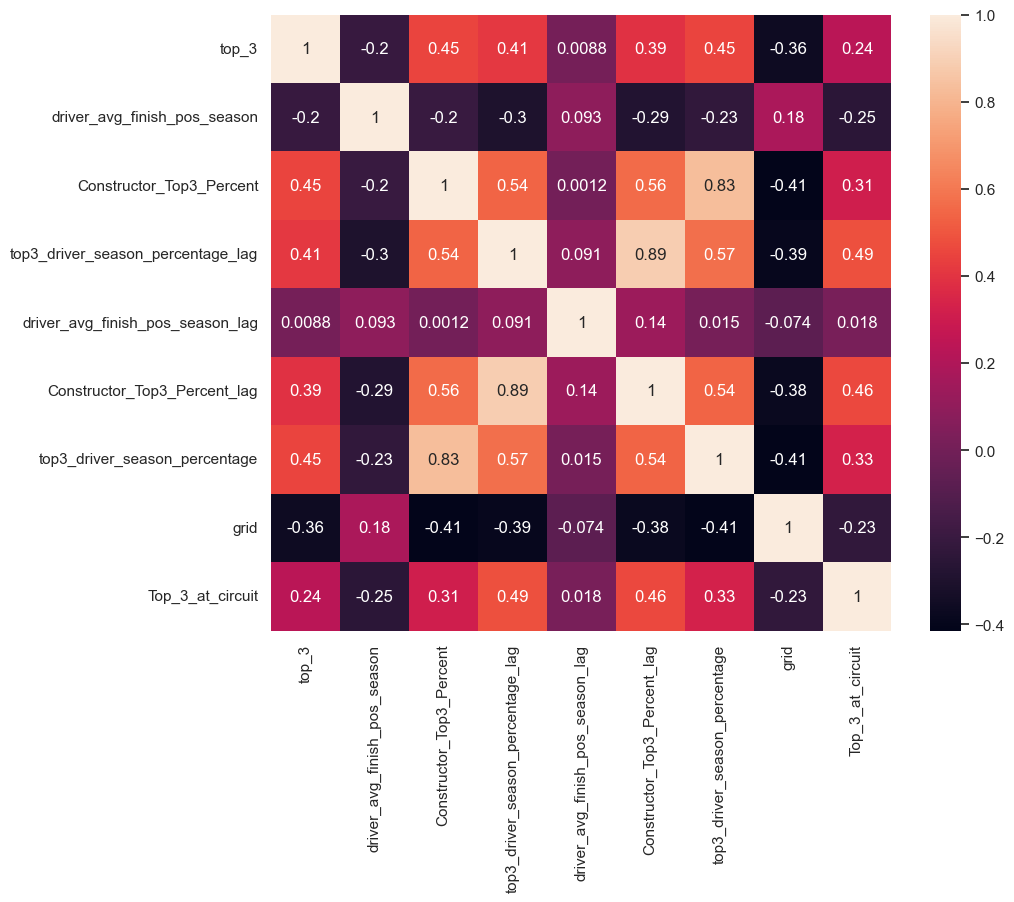 top_3 1 -0.2 0.45 0.41 0.0088 0.39 0.45 -0.36 0.24
driver_avg_finish_pos_season -0.2 1 -0.2 -0.3 0.093 -0.29 -0.23 0.18 -0.25
Constructor_Top3_Percent 0.45 -0.2 1 0.54 0.0012 0.56 0.83 -0.41 0.31
top3_driver_season_percentage_lag 0.41 -0.3 0.54 1 0.091 0.89 0.57 -0.39 0.49
driver_avg_finish_pos_season_lag 0.0088 0.093 0.0012 0.091 1 0.14 0.015 -0.074 0.018
Constructor_Top3_Percent_lag 0.39 -0.29 0.56 0.89 0.14 1 0.54 -0.38 0.46
top3_driver_season_percentage 0.45 -0.23 0.83 0.57 0.015 0.54 1 -0.41 0.33
grid -0.36 0.18 -0.41 -0.39 -0.074 -0.38 -0.41 1 -0.23
Top_3_at_circuit 0.24 -0.25 0.31 0.49 0.018 0.46 0.33 -0.23 1
top_3
driver_avg_finish_pos_season
Constructor_Top3_Percent
top3_driver_season_percentage_lag
driver_avg_finish_pos_season_lag
Constructor_Top3_Percent_lag
top3_driver_season_percentage
grid
Top_3_at_circuit
1.0
0.8
0.6
0.4
0.2
0.0
−0.2
−0.4